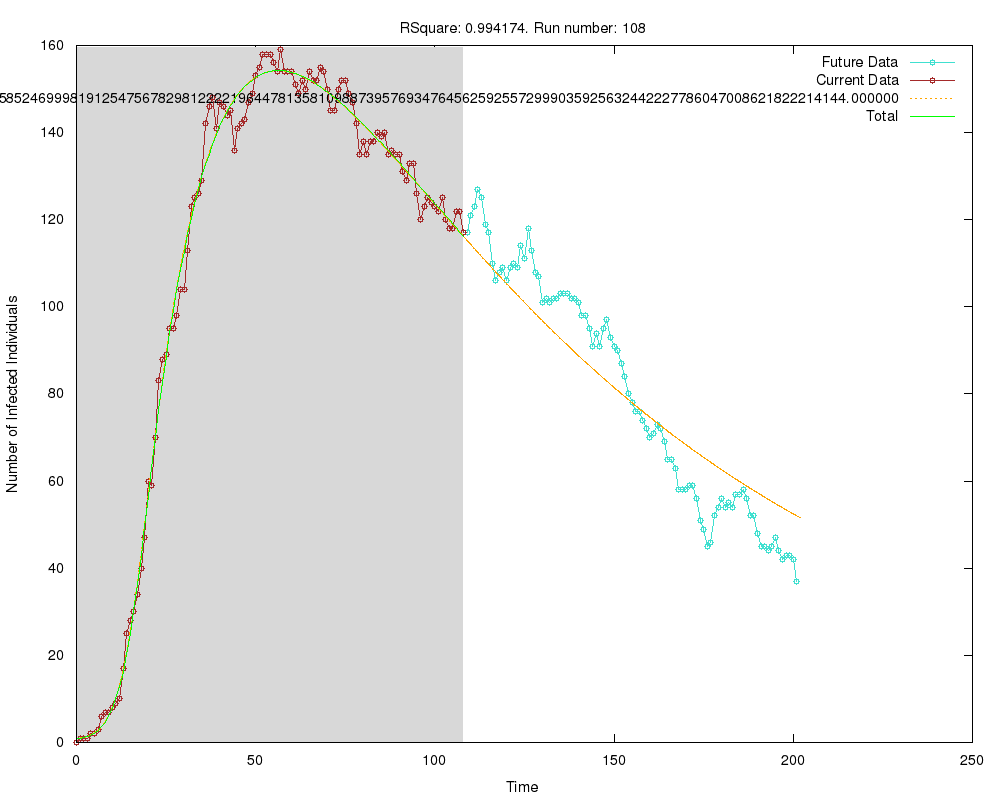 RSquare: 0.994174. Run number: 108
160
140
120
100
80
60
40
20
0
Number of Infected Individuals
Future Data
Current Data
Total
0 50 100 150 200 250
Time